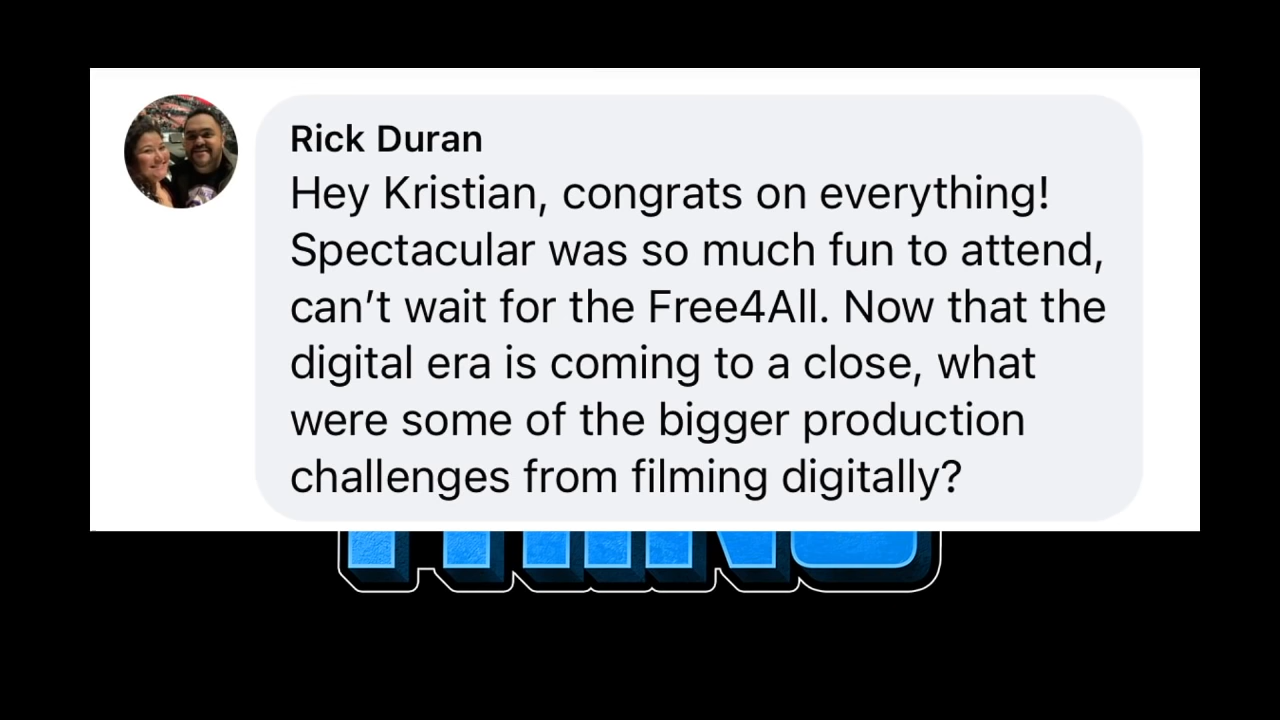 Rick Duran
Hey Kristian, congrats on everything!
Spectacular was so much fun to attend,
can’t wait for the Free4All. Now that the
digital era is coming to a close, what
were some of the bigger production
challenges from filming digitally?